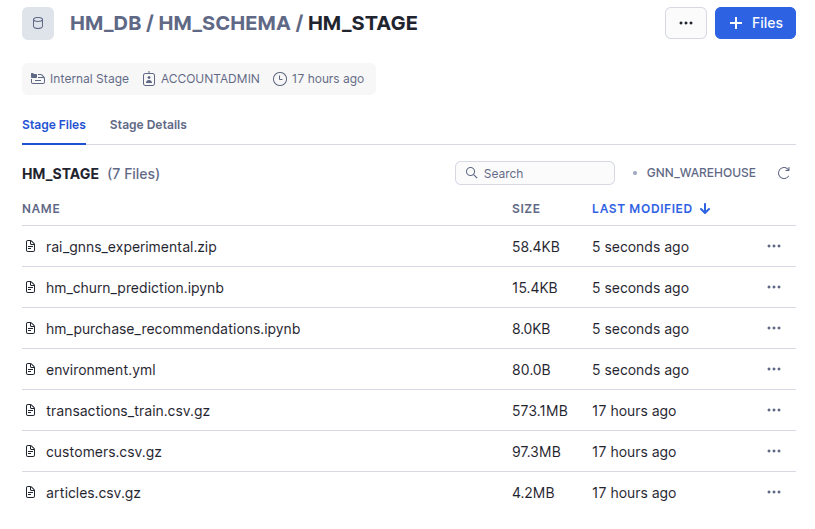 HM_DB / HM_SCHEMA / HM_STAGE
... + Files
Internal Stage ACCOUNTADMIN 17 hours ago
Stage Files Stage Details
HM_STAGE (7 Files) Search GNN_WAREHOUSE
NAME SIZE LAST MODIFIED
rai_gnns_experimental.zip 58.4KB 5 seconds ago ...
hm_churn_prediction.ipynb 15.4KB 5 seconds ago ...
hm_purchase_recommendations.ipynb 8.0KB 5 seconds ago ...
environment.yml 80.0B 5 seconds ago ...
transactions_train.csv.gz 573.1MB 17 hours ago ...
customers.csv.gz 97.3MB 17 hours ago ...
articles.csv.gz 4.2MB 17 hours ago ...